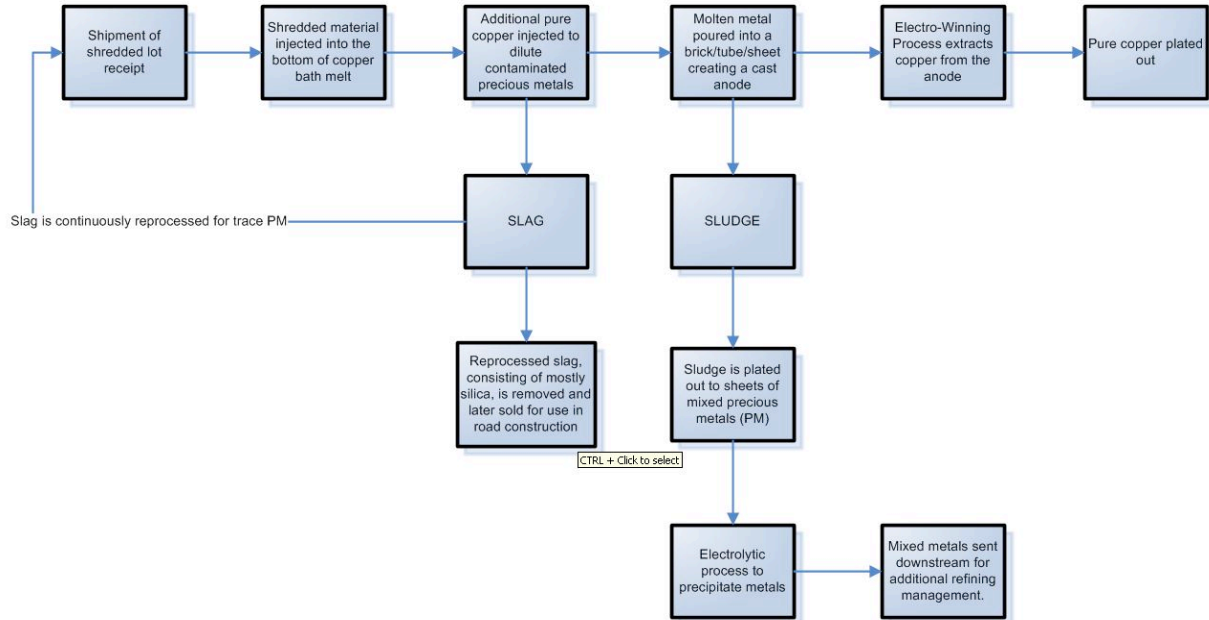 Shipment of
shredded lot
receipt
Shredded material
injected into the
bottom of copper
bath melt
Additional pure
copper injected to
dilute
contaminated
precious metals
Molten metal
poured into a
brick/tube/sheet
creating a cast
anode
Electro-Winning
Process extracts
copper from the
anode
Pure copper plated
out
Slag is continuously reprocessed for trace PM
SLAG
SLUDGE
Reprocessed slag,
consisting of mostly
silica, is removed and
later sold for use in
road construction
Sludge is plated
out to sheets of
mixed precious
metals (PM)
CTRL + Click to select
Electrolytic
process to
precipitate metals
Mixed metals sent
downstream for
additional refining
management.